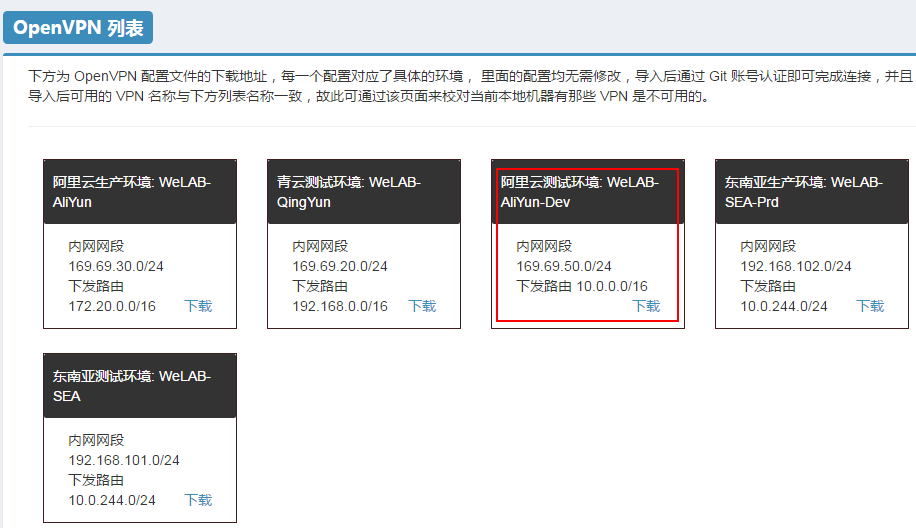 OpenVPN 列表
下方为 OpenVPN 配置文件的下载地址，每一个配置对应了具体的环境， 里面的配置均无需修改，导入后通过 Git 账号认证即可完成连接，并且
导入后可用的 VPN 名称与下方列表名称一致，故此可通过该页面来校对当前本地机器有那些 VPN 是不可用的。
阿里云生产环境: WeLAB-
AliYun
内网网段
169.69.30.0/24
下发路由
172.20.0.0/16 下载
青云测试环境: WeLAB-
QingYun
内网网段
169.69.20.0/24
下发路由
192.168.0.0/16 下载
阿里云测试环境: WeLAB-
AliYun-Dev
内网网段
169.69.50.0/24
下发路由 10.0.0.0/16
下载
东南亚生产环境: WeLAB-
SEA-Prd
内网网段
192.168.102.0/24
下发路由
10.0.244.0/24 下载
东南亚测试环境: WeLAB-
SEA
内网网段
192.168.101.0/24
下发路由
10.0.244.0/24 下载